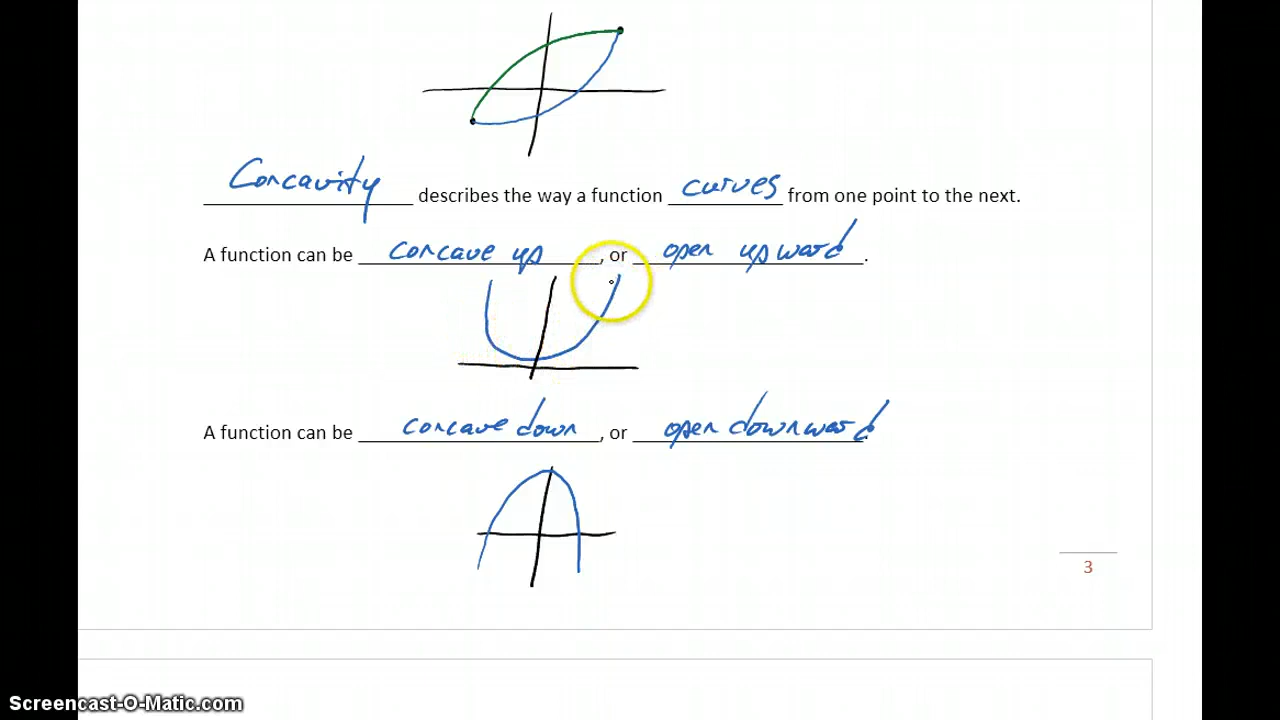 Concavity describes the way a function curves from one point to the next.
A function can be concave up, or open upward.
A function can be concave down, or open downward.
3
Screencast-O-Matic.com